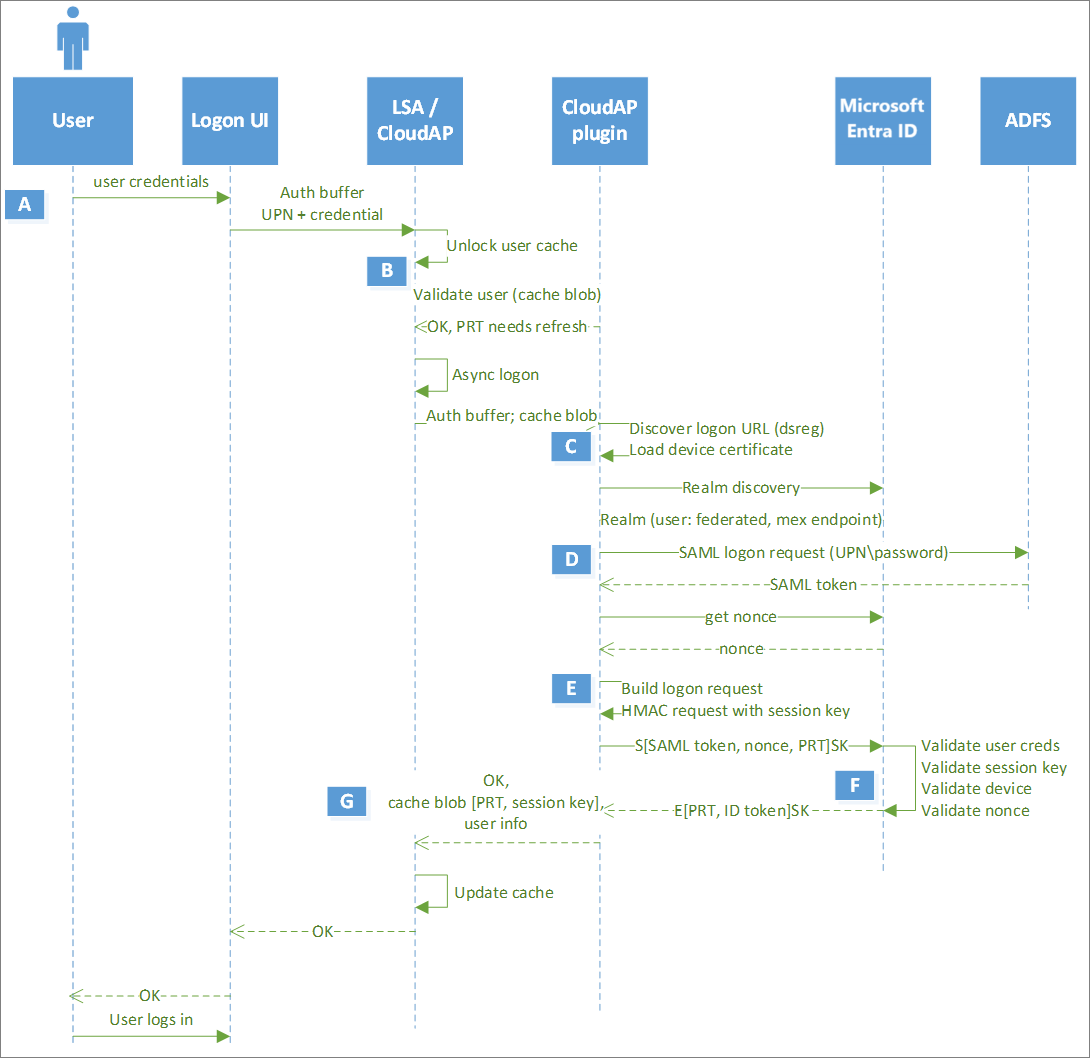 User
Logon UI
LSA /
CloudAP
CloudAP
plugin
Microsoft
Entra ID
ADFS
A
user credentials
Auth buffer
UPN + credential
Unlock user cache
B
Validate user (cache blob)
OK, PRT needs refresh
Async logon
Auth buffer; cache blob
C
Discover logon URL (dsreg)
Load device certificate
Realm discovery
Realm (user: federated, mex endpoint)
D
SAML logon request (UPN\password)
SAML token
get nonce
nonce
E
Build logon request
HMAC request with session key
S[SAML token, nonce, PRT]SK
Validate user creds
Validate session key
Validate device
Validate nonce
F
G
OK,
cache blob [PRT, session key],
user info
E[PRT, ID token]SK
Update cache
OK
OK
User logs in